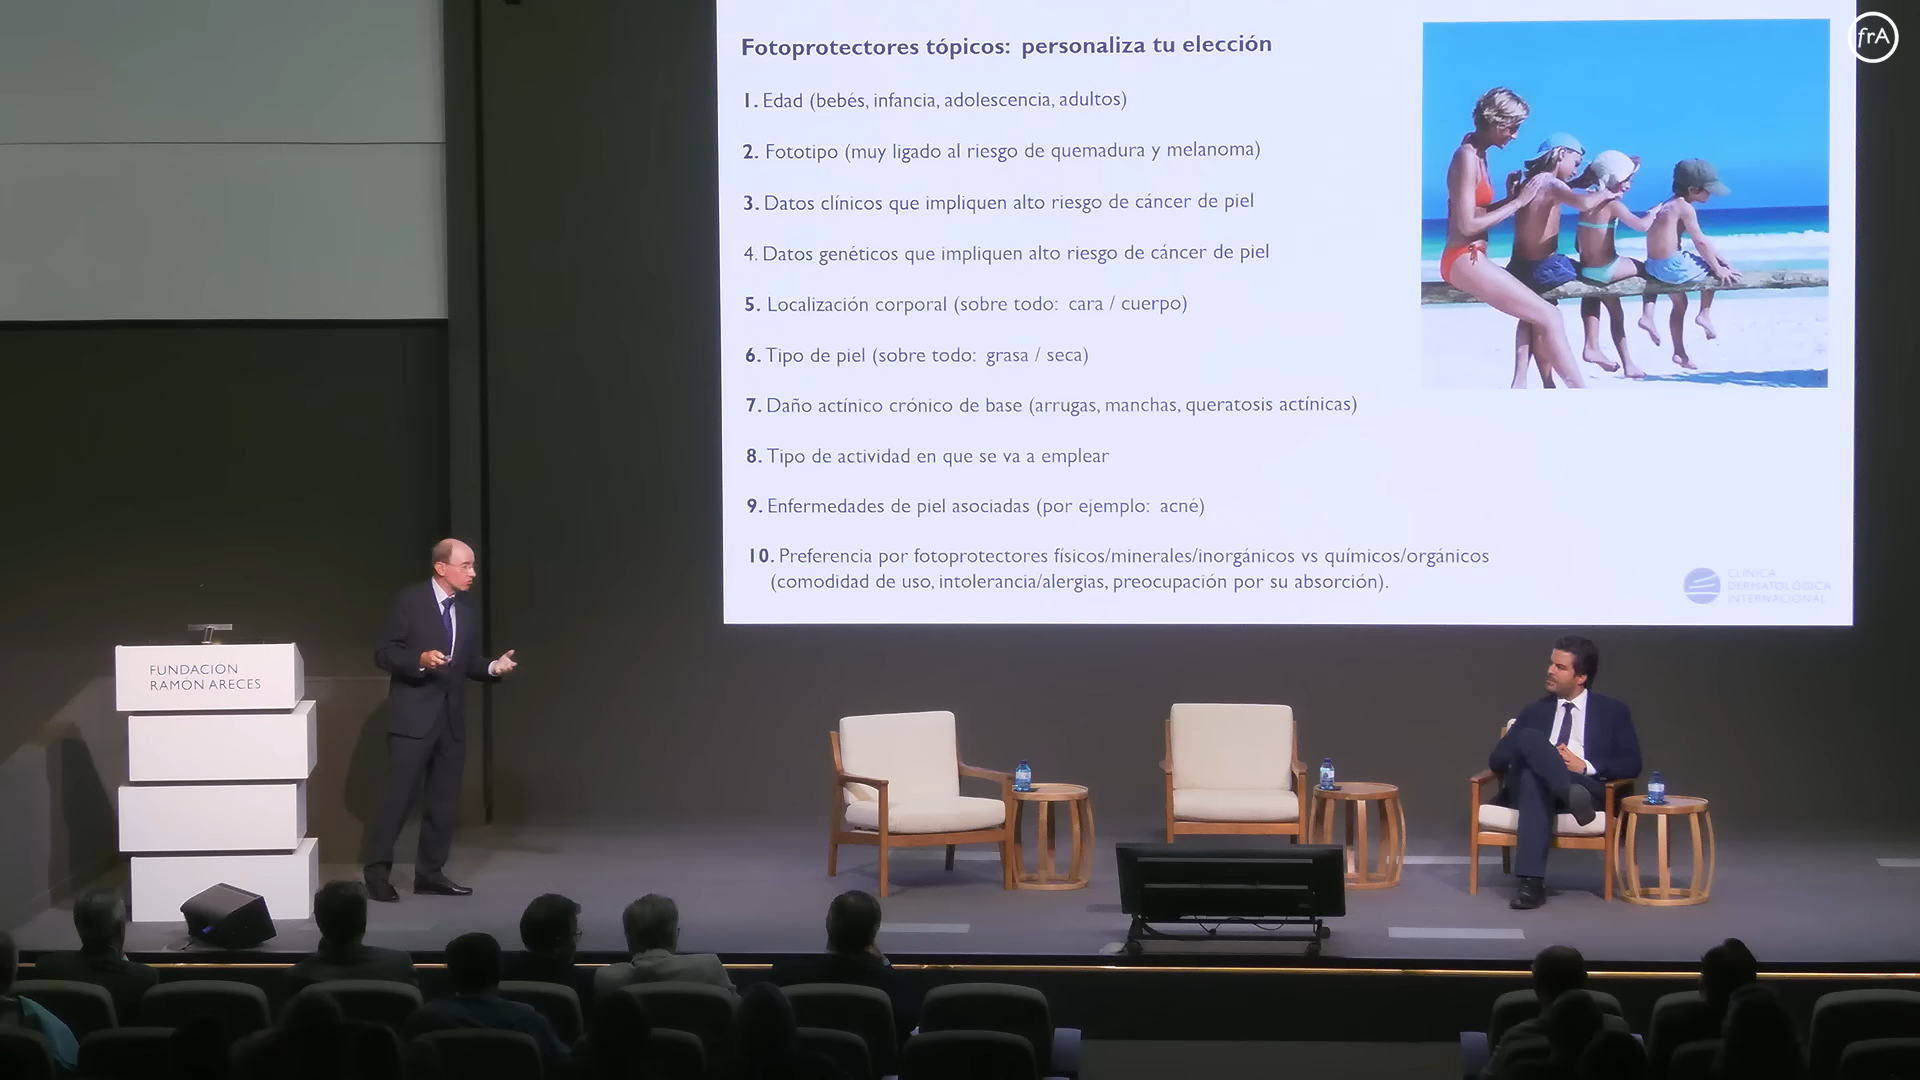 frA
Fotoprotectores tópicos: personaliza tu elección
1. Edad (bebés, infancia, adolescencia, adultos)
2. Fototipo (muy ligado al riesgo de quemadura y melanoma)
3. Datos clínicos que impliquen alto riesgo de cáncer de piel
4. Datos genéticos que impliquen alto riesgo de cáncer de piel
5. Localización corporal (sobre todo: cara / cuerpo)
6. Tipo de piel (sobre todo: grasa / seca)
7. Daño actínico crónico de base (arrugas, manchas, queratosis actínicas)
8. Tipo de actividad en que se va a emplear
9. Enfermedades de piel asociadas (por ejemplo: acné)
10. Preferencia por fotoprotectores físicos/minerales/inorgánicos vs químicos/orgánicos
(comodidad de uso, intolerancia/alergias, preocupación por su absorción).
CLÍNICA
DERMATOLÓGICA
INTERNACIONAL
FUNDACION
RAMON ARECES